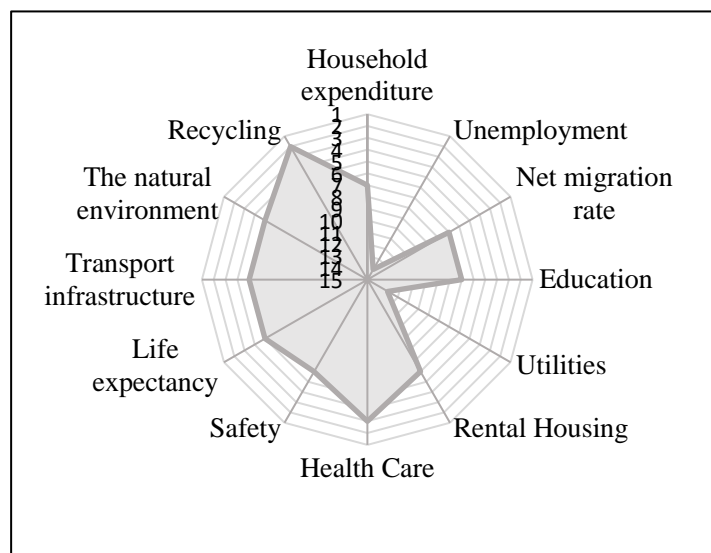 Household
expenditure
Unemployment
Net migration
rate
Education
Utilities
Rental Housing
Health Care
Safety
Life
expectancy
Transport
infrastructure
The natural
environment
Recycling
1
2
3
4
5
6
7
8
9
10
11
12
13
14
15